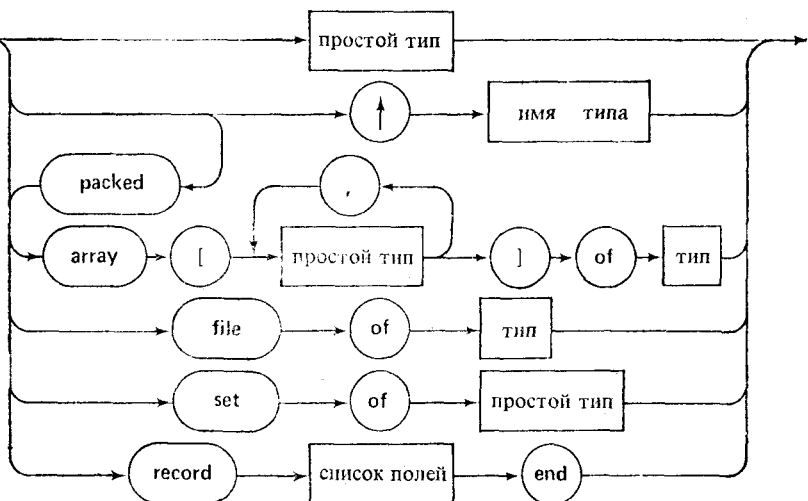 простой тип
↑ имя типа
packed
,
array [ простой тип ] of тип
file of тип
set of простой тип
record список полей end